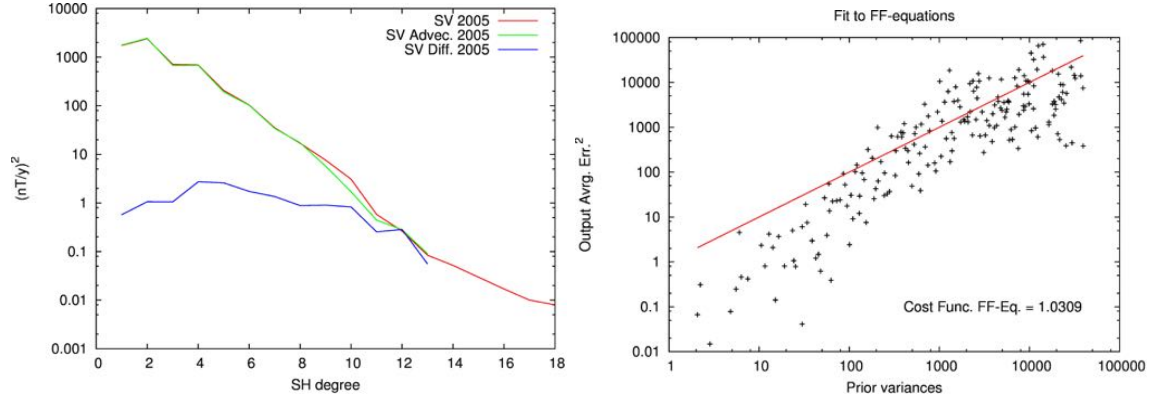 SV 2005
SV Advec. 2005
SV Diff. 2005
10000
1000
100
10
1
0.1
0.01
0.001
(nT/y)²
0 2 4 6 8 10 12 14 16 18
SH degree
Fit to FF-equations
100000
10000
1000
100
10
1
0.1
0.01
Output Avrg. Err.²
Cost Func. FF-Eq. = 1.0309
1 10 100 1000 10000 100000
Prior variances